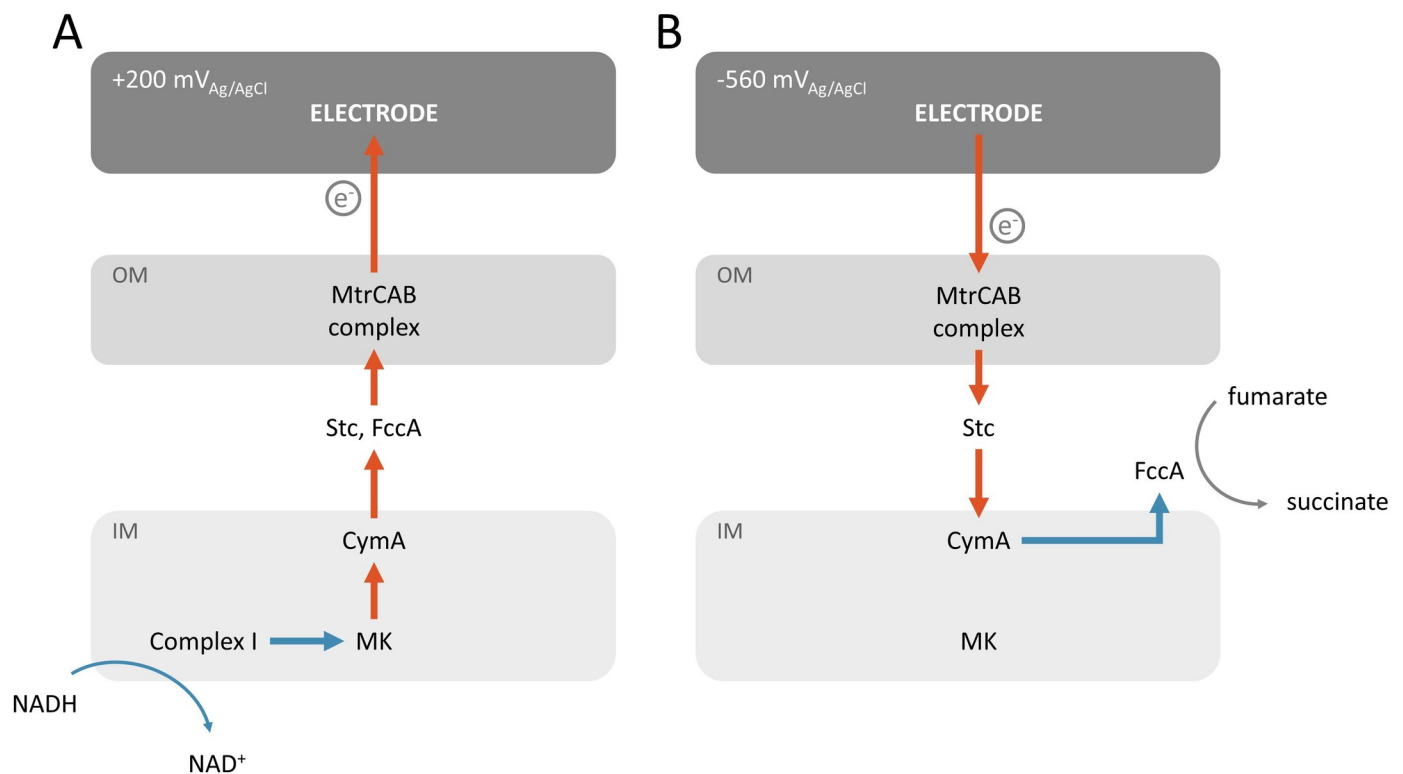 A
+200 mVAg/AgCl
ELECTRODE
e-
OM
MtrCAB
complex
Stc, FccA
IM
CymA
Complex I
MK
NADH
NAD+
B
-560 mVAg/AgCl
ELECTRODE
e-
OM
MtrCAB
complex
fumarate
Stc
FccA
succinate
IM
CymA
MK